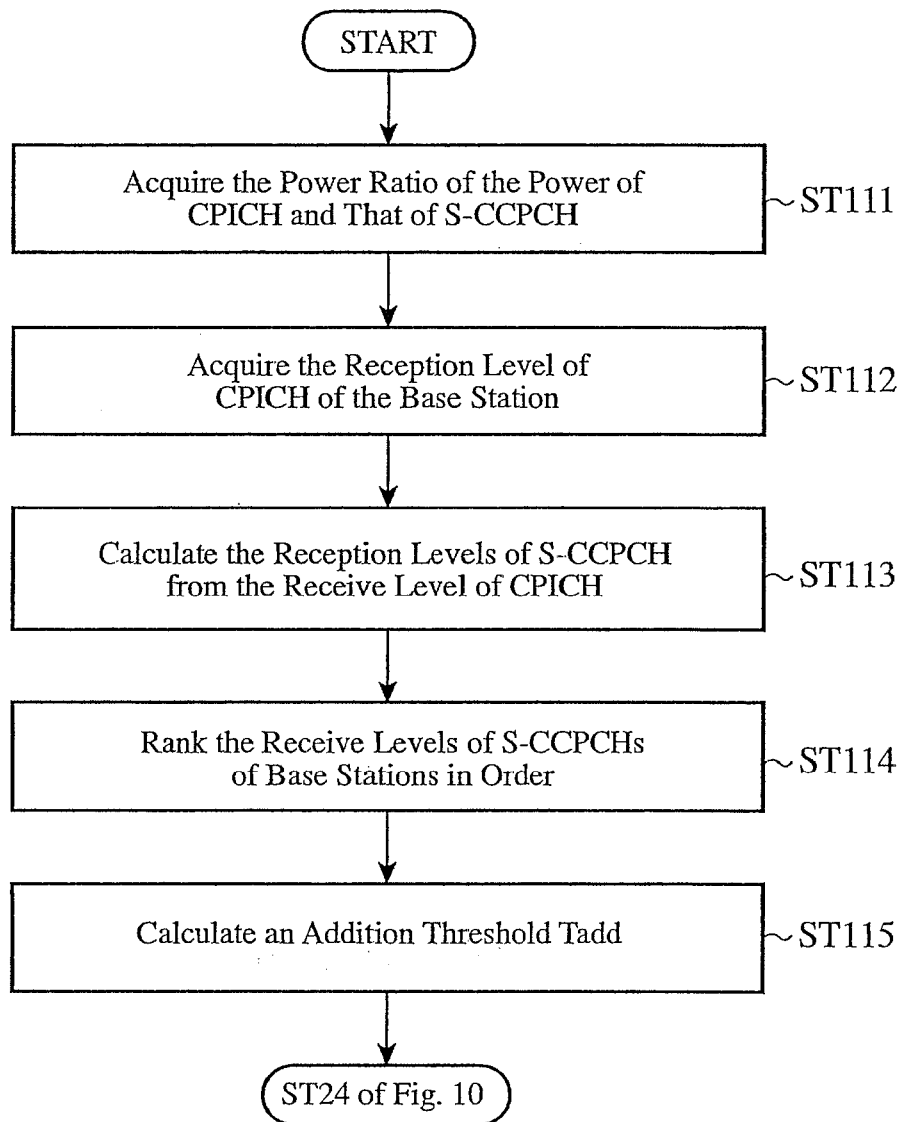 START
Acquire the Power Ratio of the Power of
CPICH and That of S-CCPCH
ST111
Acquire the Reception Level of
CPICH of the Base Station
ST112
Calculate the Reception Levels of S-CCPCH
from the Receive Level of CPICH
ST113
Rank the Receive Levels of S-CCPCHs
of Base Stations in Order
ST114
Calculate an Addition Threshold Tadd
ST115
ST24 of Fig. 10